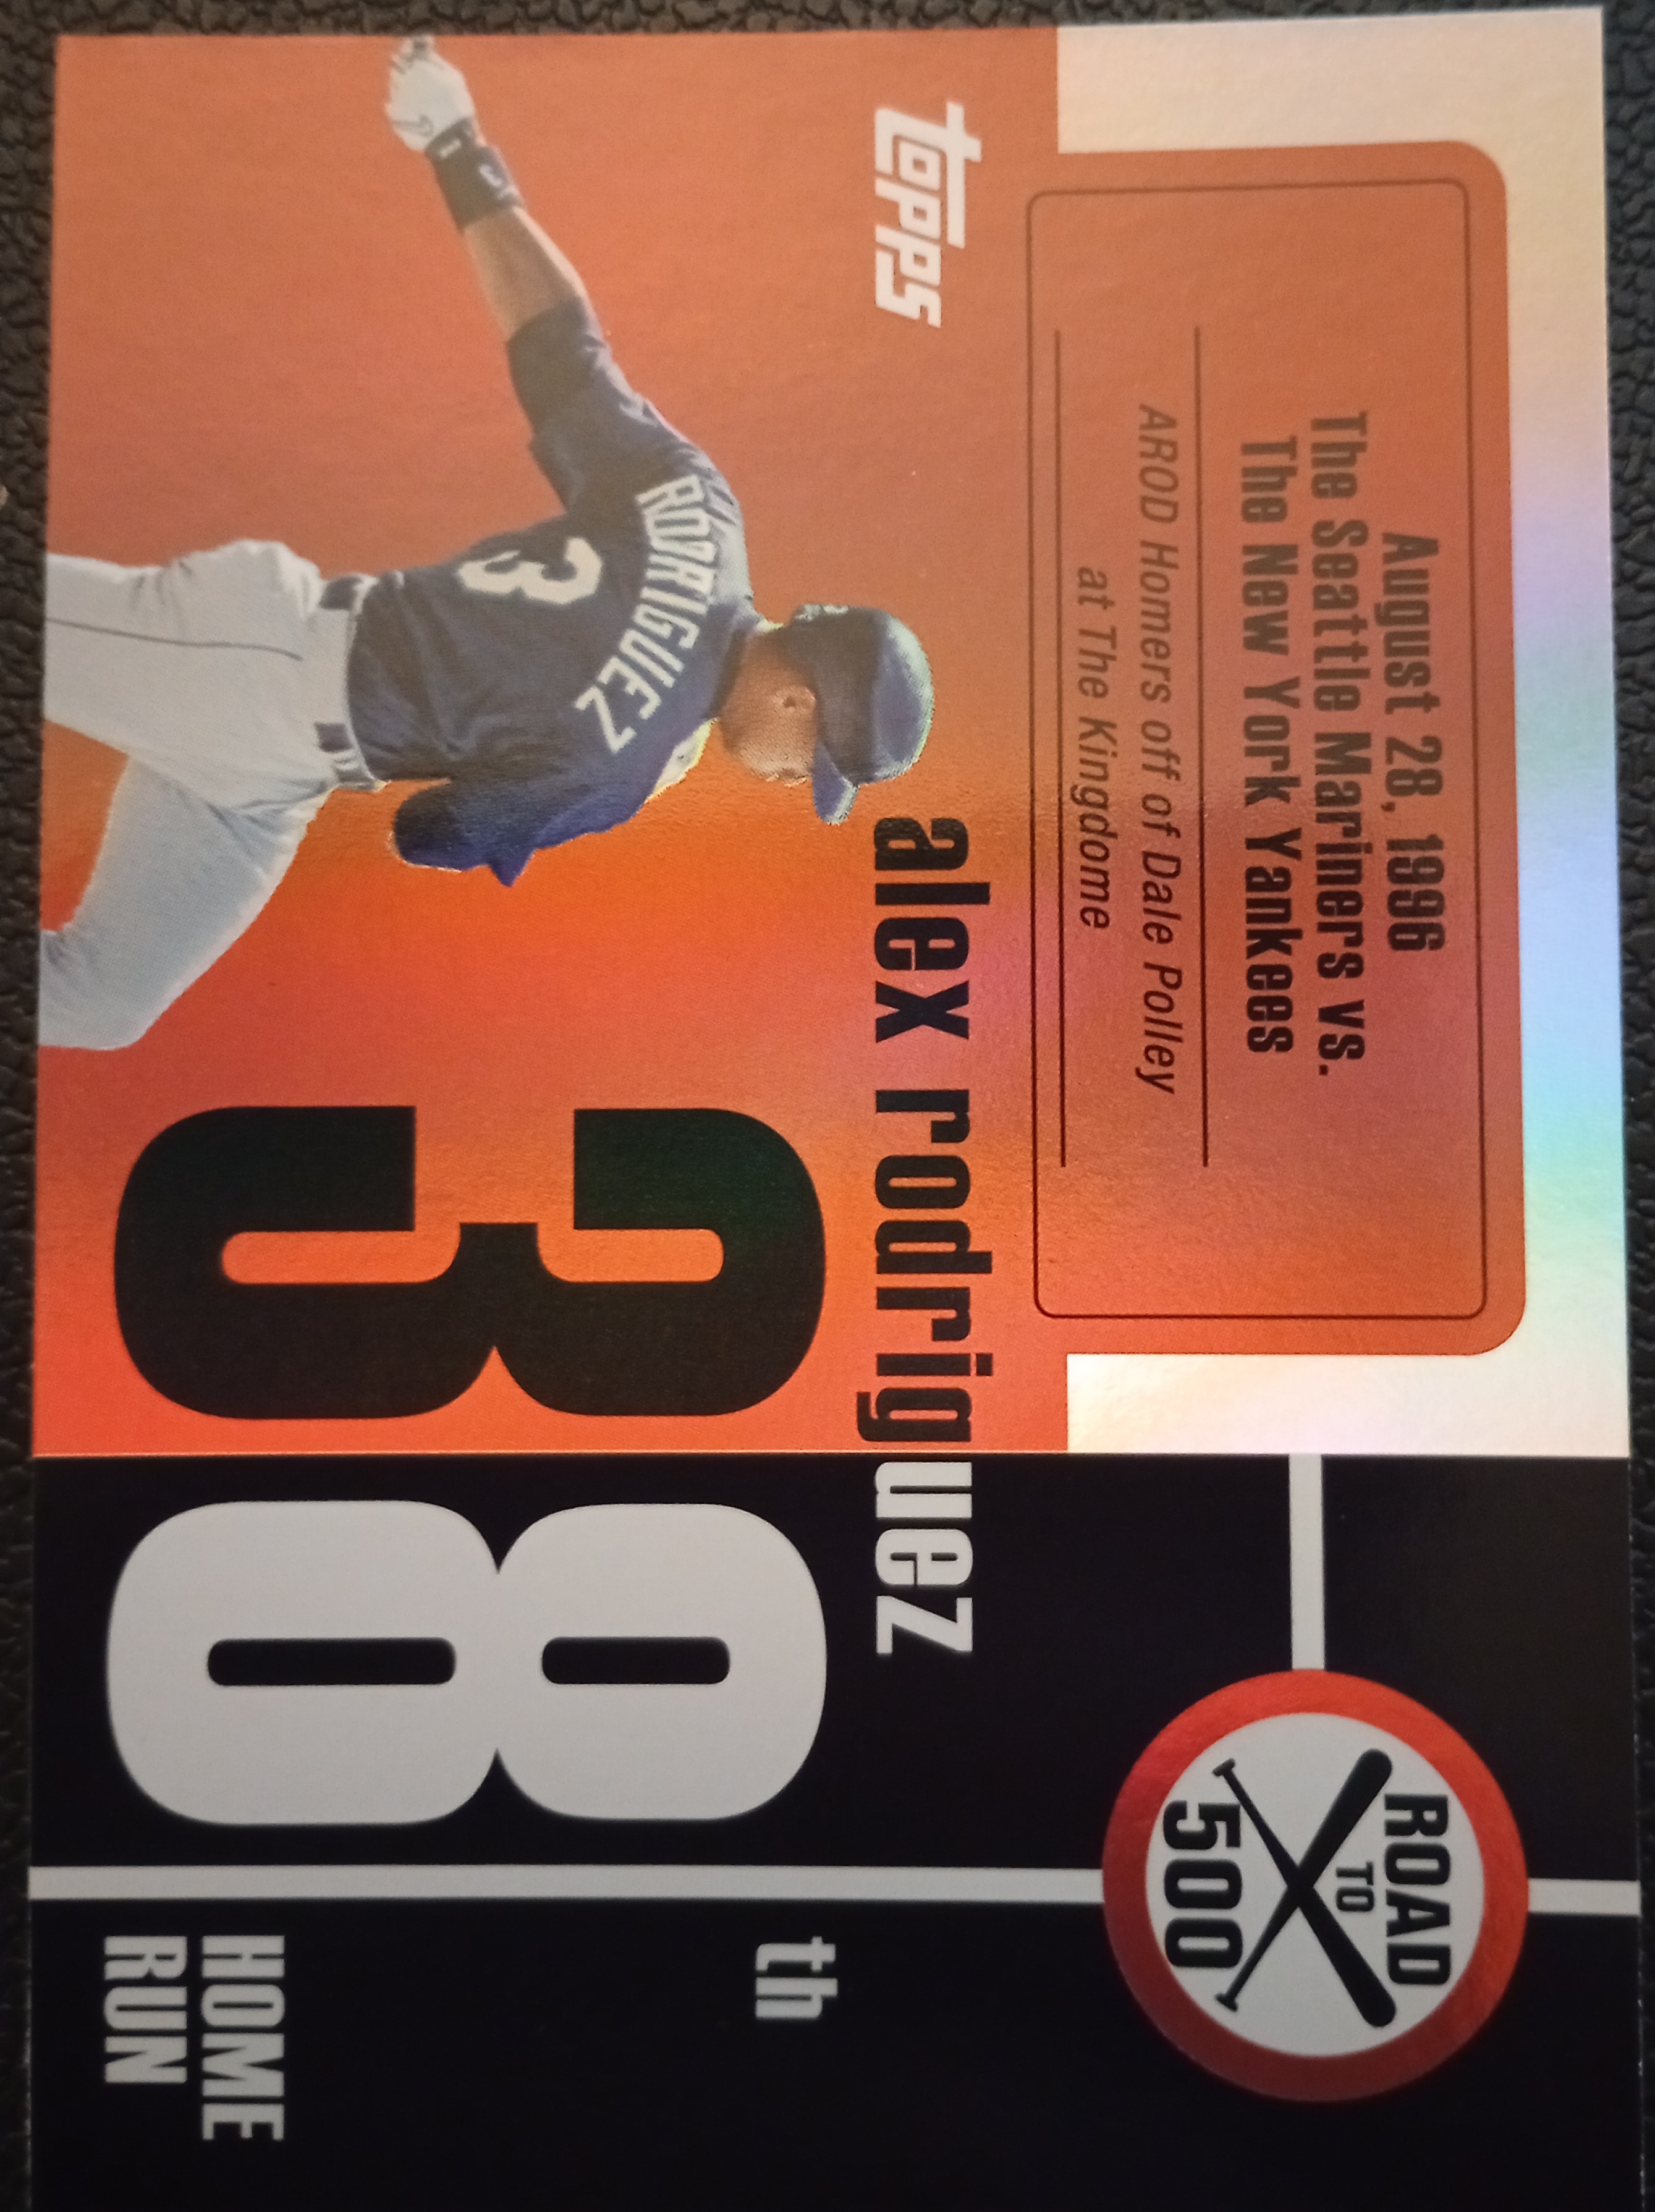 August 28, 1996
The Seattle Mariners vs.
The New York Yankees
AROD Homers off of Dale Polley
at The Kingdome
ROAD
TO
500
topps
alex rodriguez
RODRIGUEZ
3
38
th
HOME
RUN